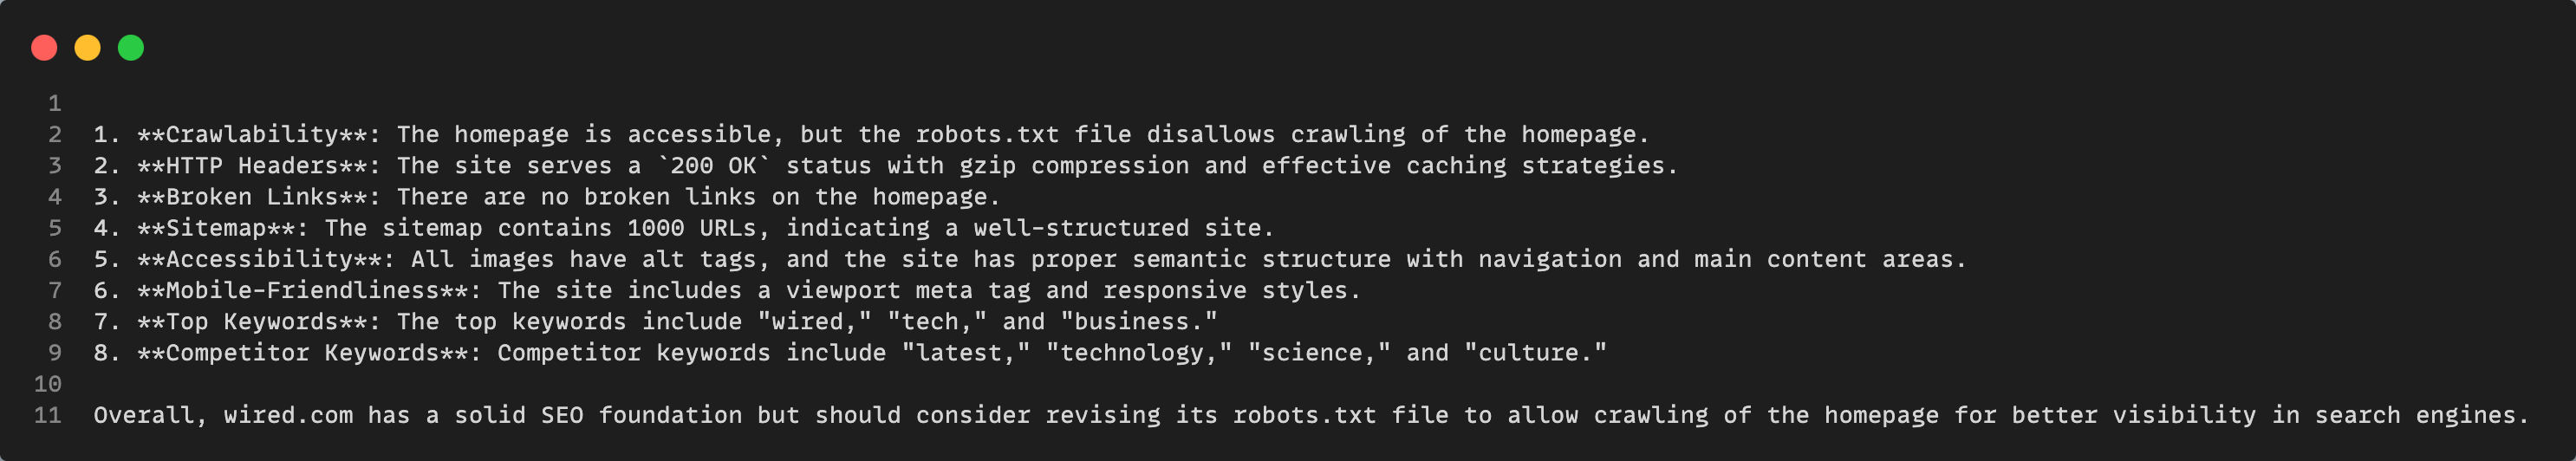 1
2 1. **Crawlability**: The homepage is accessible, but the robots.txt file disallows crawling of the homepage.
3 2. **HTTP Headers**: The site serves a `200 OK` status with gzip compression and effective caching strategies.
4 3. **Broken Links**: There are no broken links on the homepage.
5 4. **Sitemap**: The sitemap contains 1000 URLs, indicating a well-structured site.
6 5. **Accessibility**: All images have alt tags, and the site has proper semantic structure with navigation and main content areas.
7 6. **Mobile-Friendliness**: The site includes a viewport meta tag and responsive styles.
8 7. **Top Keywords**: The top keywords include "wired," "tech," and "business."
9 8. **Competitor Keywords**: Competitor keywords include "latest," "technology," "science," and "culture."
10
11 Overall, wired.com has a solid SEO foundation but should consider revising its robots.txt file to allow crawling of the homepage for better visibility in search engines.